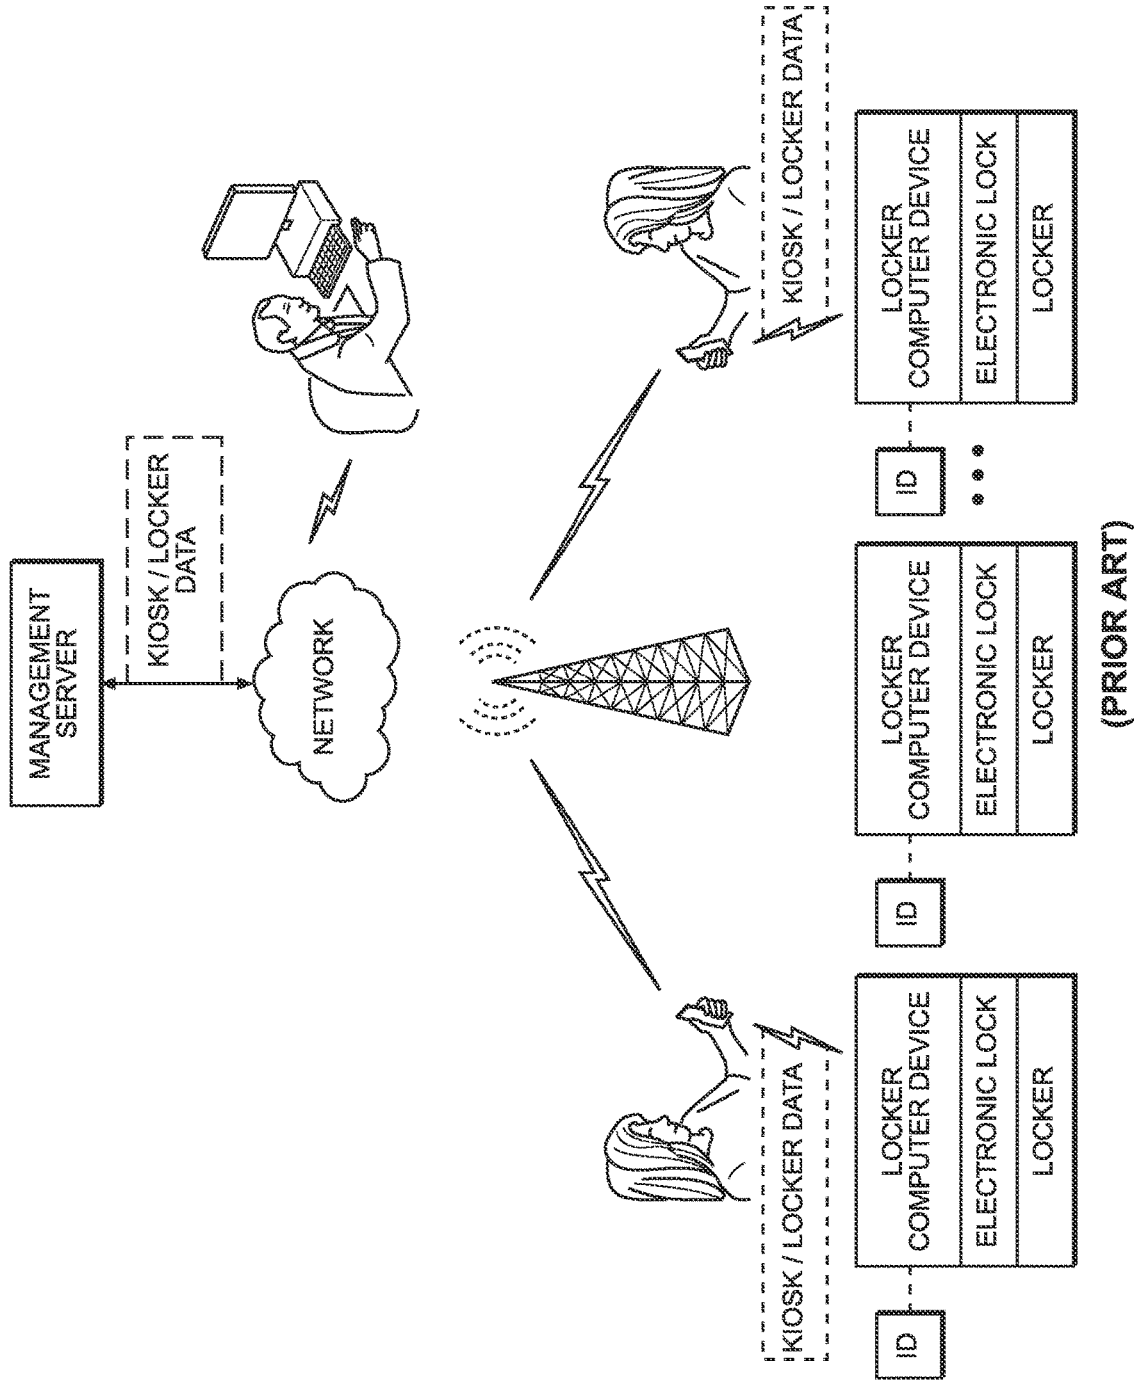 MANAGEMENT
SERVER
KIOSK / LOCKER
DATA
NETWORK
KIOSK / LOCKER DATA
KIOSK / LOCKER DATA
ID
LOCKER
COMPUTER DEVICE
ELECTRONIC LOCK
LOCKER
ID
LOCKER
COMPUTER DEVICE
ELECTRONIC LOCK
LOCKER
ID
LOCKER
COMPUTER DEVICE
ELECTRONIC LOCK
LOCKER
(PRIOR ART)